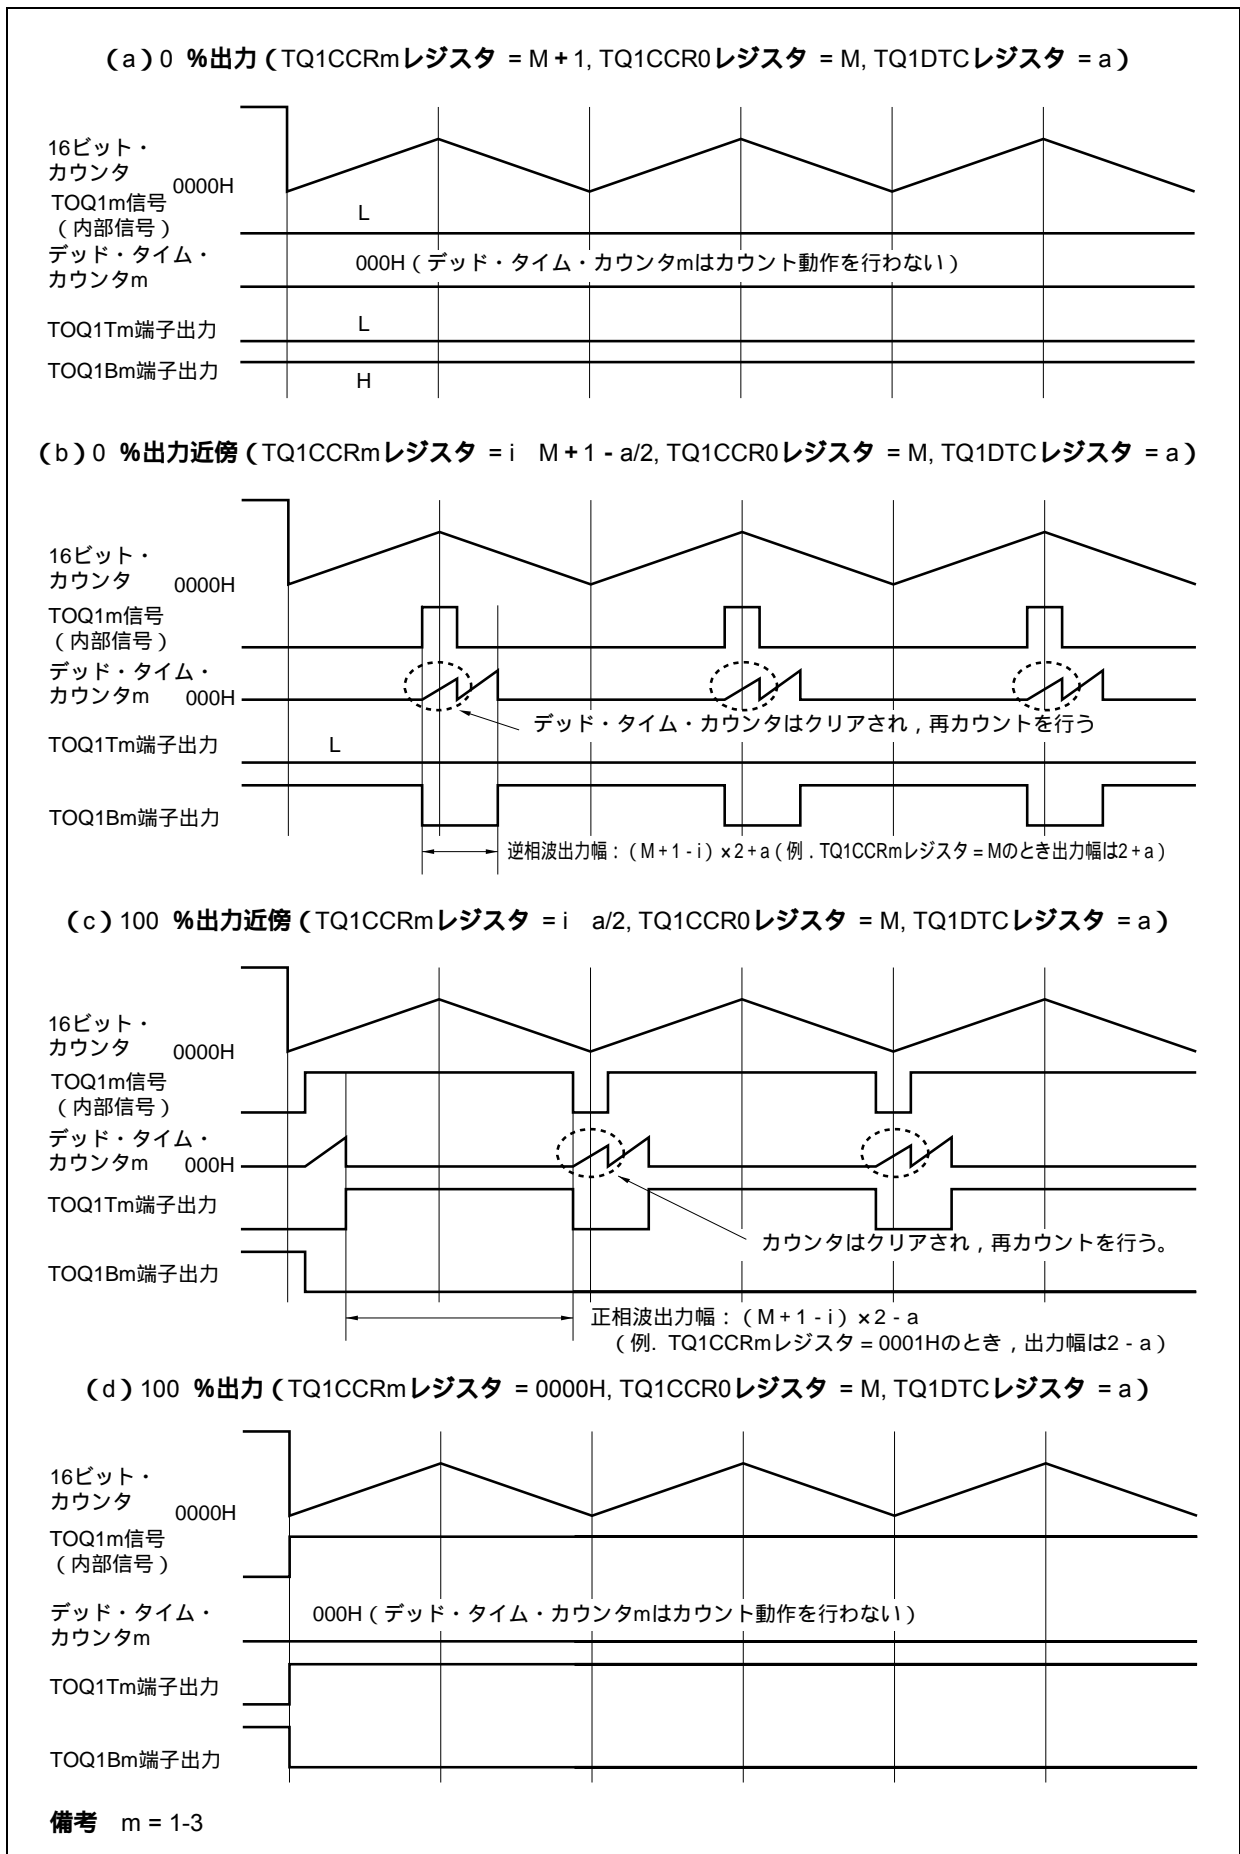 (a)0 %出力(TQ1CCRmレジスタ = M + 1, TQ1CCR0レジスタ = M, TQ1DTCレジスタ = a)
16ビット・
カウンタ
0000H
TOQ1m信号
(内部信号)
L
デッド・タイム・
カウンタm
000H(デッド・タイム・カウンタmはカウント動作を行わない)
TOQ1Tm端子出力
L
TOQ1Bm端子出力
H
(b)0 %出力近傍(TQ1CCRmレジスタ = i M + 1 - a/2, TQ1CCR0レジスタ = M, TQ1DTCレジスタ = a)
16ビット・
カウンタ 0000H
TOQ1m信号
(内部信号)
デッド・タイム・
カウンタm 000H
デッド・タイム・カウンタはクリアされ,再カウントを行う
TOQ1Tm端子出力
L
TOQ1Bm端子出力
逆相波出力幅:(M + 1 - i)×2 + a(例.TQ1CCRmレジスタ = Mのとき出力幅は2 + a)
(c)100 %出力近傍(TQ1CCRmレジスタ = i a/2, TQ1CCR0レジスタ = M, TQ1DTCレジスタ = a)
16ビット・
カウンタ 0000H
TOQ1m信号
(内部信号)
デッド・タイム・
カウンタm 000H
TOQ1Tm端子出力
カウンタはクリアされ,再カウントを行う。
TOQ1Bm端子出力
正相波出力幅:(M + 1 - i)×2 - a
(例. TQ1CCRmレジスタ = 0001Hのとき,出力幅は2 - a)
(d)100 %出力(TQ1CCRmレジスタ = 0000H, TQ1CCR0レジスタ = M, TQ1DTCレジスタ = a)
16ビット・
カウンタ
0000H
TOQ1m信号
(内部信号)
デッド・タイム・
カウンタm
000H(デッド・タイム・カウンタmはカウント動作を行わない)
TOQ1Tm端子出力
TOQ1Bm端子出力
備考 m = 1-3